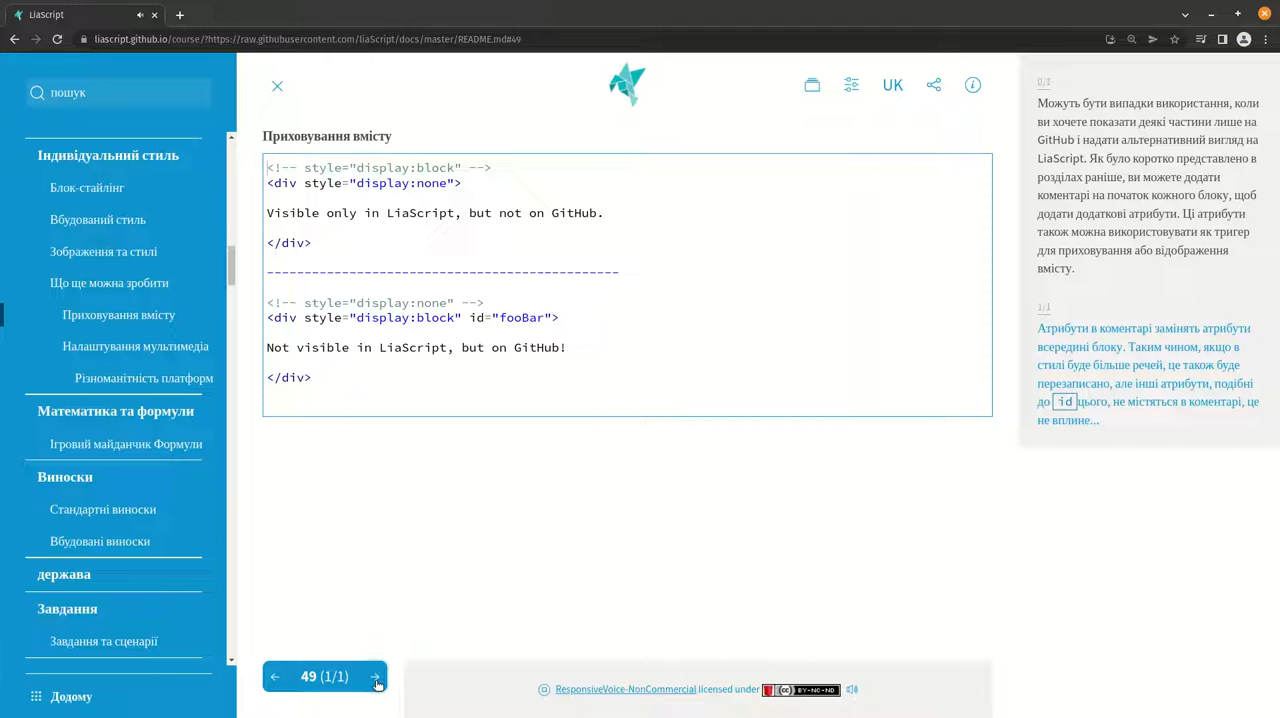 LiaScript
liascript.github.io/course/?https://raw.githubusercontent.com/liaScript/docs/master/README.md#49
пошук
Індивідуальний стиль
Блок-стайлінг
Вбудований стиль
Зображення та стилі
Що ще можна зробити
Приховування вмісту
Налаштування мультимедіа
Різноманітність платформ
Математика та формули
Ігровий майданчик Формули
Виноски
Стандартні виноски
Вбудовані виноски
держава
Завдання
Завдання та сценарії
Додому
UK
Приховування вмісту
<!-- style="display:block" -->
<div style="display:none">
Visible only in LiaScript, but not on GitHub.
</div>
-----------------------------------------------
<!-- style="display:none" -->
<div style="display:block" id="fooBar">
Not visible in LiaScript, but on GitHub!
</div>
49 (1/1)
ResponsiveVoice-NonCommercial licensed under
CC BY-NC-ND
0/1
Можуть бути випадки використання, коли
ви хочете показати деякі частини лише на
GitHub і надати альтернативний вигляд на
LiaScript. Як було коротко представлено в
розділах раніше, ви можете додати
коментарі на початок кожного блоку, щоб
додати додаткові атрибути. Ці атрибути
також можна використовувати як тригер
для приховування або відображення
вмісту.
1/1
Атрибути в коментарі замінять атрибути
всередині блоку. Таким чином, якщо в
стилі буде більше речей, це також буде
перезаписано, але інші атрибути, подібні
до id цього, не містяться в коментарі, це
не вплине...